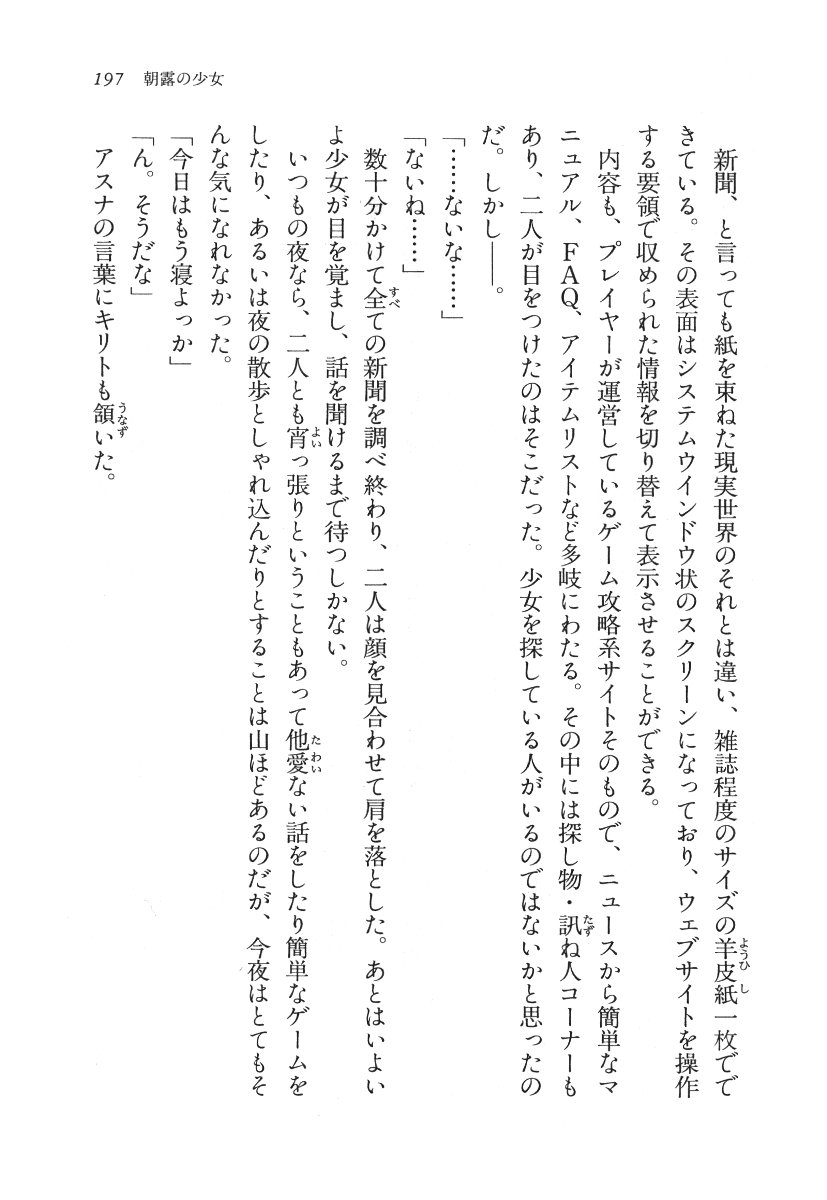 197 朝露の少女
新聞、と言っても紙を束ねた現実世界のそれとは違い、雑誌程度のサイズの羊皮紙一枚でで
きている。その表面はシステムウインドウ状のスクリーンになっており、ウェブサイトを操作
する要領で収められた情報を切り替えて表示させることができる。
内容も、プレイヤーが運営しているゲーム攻略系サイトそのもので、ニュースから簡単なマ
ニュアル、FAQ、アイテムリストなど多岐にわたる。その中には探し物・訊ね人コーナーも
あり、二人が目をつけたのはそこだった。少女を探している人がいるのではないかと思ったの
だ。しかし――。
「……ないな……」
「ないね……」
数十分かけて全ての新聞を調べ終わり、二人は顔を見合わせて肩を落とした。あとはいよい
よ少女が目を覚まし、話を聞けるまで待つしかない。
いつもの夜なら、二人とも宵っ張りということもあって他愛ない話をしたり簡単なゲームを
したり、あるいは夜の散歩としゃれ込んだりとすることは山ほどあるのだが、今夜はとてもそ
んな気になれなかった。
「今日はもう寝よっか」
「ん。そうだな」
アスナの言葉にキリトも頷いた。